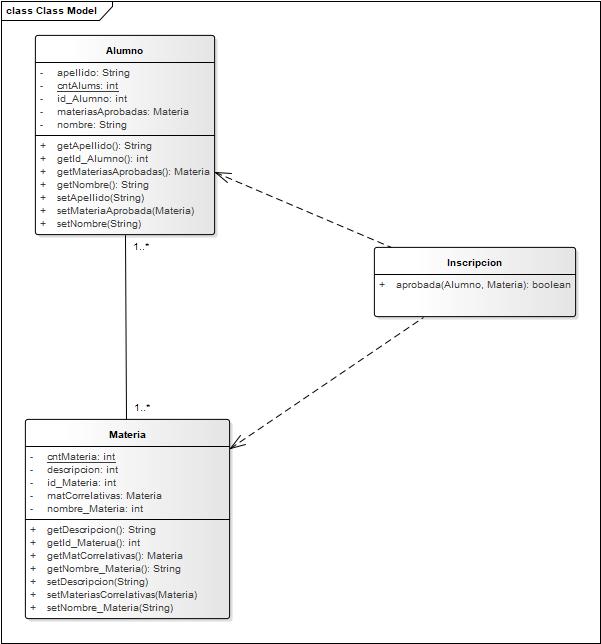 class Class Model
Alumno
- apellido: String
- cntAlums: int
- id_Alumno: int
- materiasAprobadas: Materia
- nombre: String
+ getApellido(): String
+ getId_Alumno(): int
+ getMateriasAprobadas(): Materia
+ getNombre(): String
+ setApellido(String)
+ setMateriaAprobada(Materia)
+ setNombre(String)
1..*
Inscripcion
+ aprobada(Alumno, Materia): boolean
1..*
Materia
- cntMateria: int
- descripcion: int
- id_Materia: int
- matCorrelativas: Materia
- nombre_Materia: int
+ getDescripcion(): String
+ getId_Materua(): int
+ getMatCorrelativas(): Materia
+ getNombre_Materia(): String
+ setDescripcion(String)
+ setMateriasCorrelativas(Materia)
+ setNombre_Materia(String)